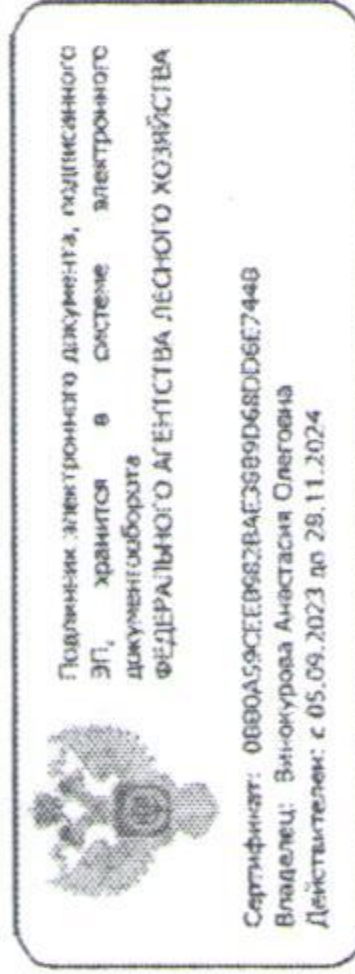 Подлинник электронного документа, подписанного
ЭП, хранится в системе электронного
документооборота
ФЕДЕРАЛЬНОГО АГЕНТСТВА ЛЕСНОГО ХОЗЯЙСТВА
Сертификат:
Владелец: Винокурова Анастасия Олеговна
Действителен: с 05.09.2023 до 28.11.2024